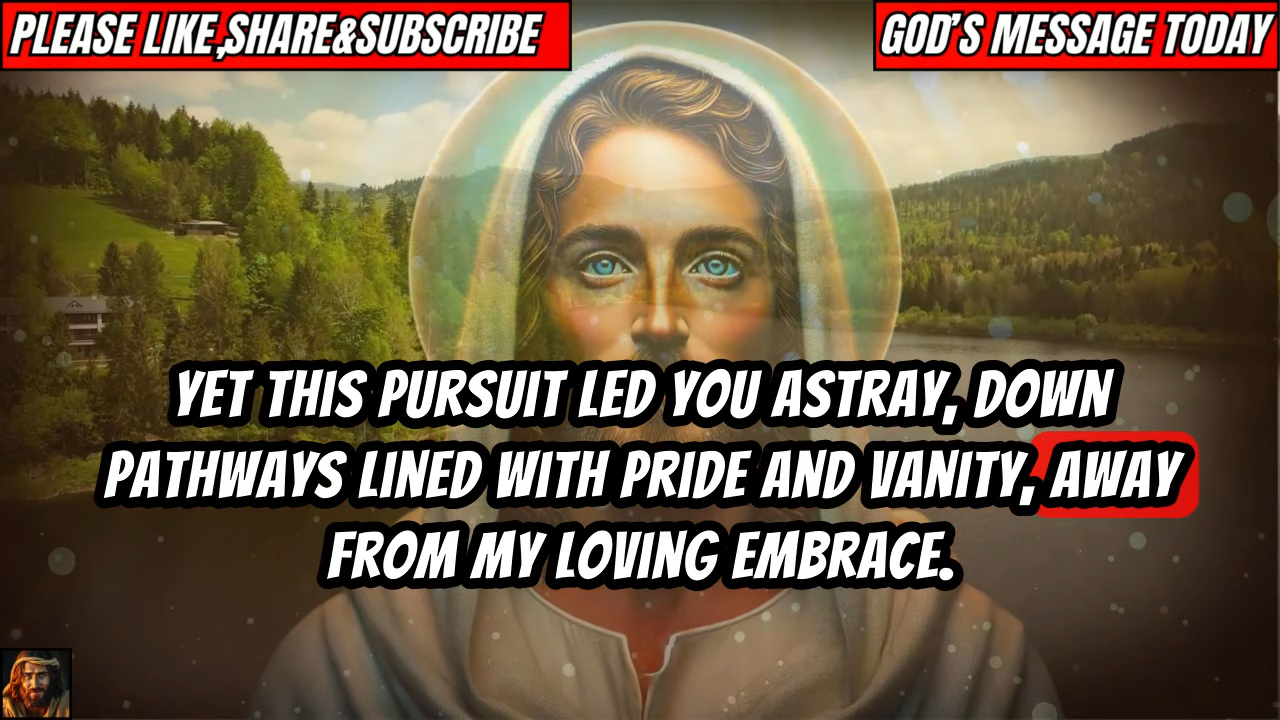 PLEASE LIKE,SHARE&SUBSCRIBE
GOD'S MESSAGE TODAY
YET THIS PURSUIT LED YOU ASTRAY, DOWN
PATHWAYS LINED WITH PRIDE AND VANITY, AWAY
FROM MY LOVING EMBRACE.